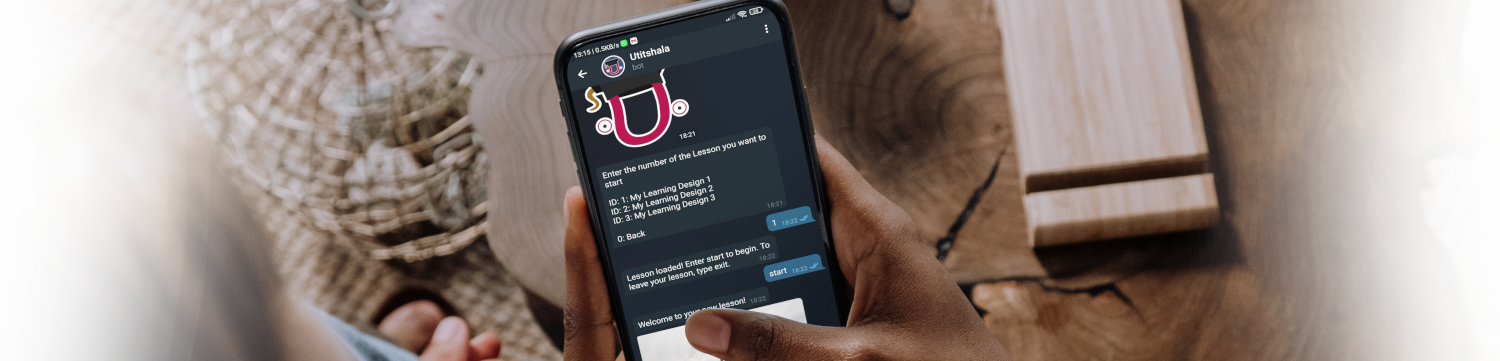 13:15 | 0.5KB/s
Utitshala
bot
18:21
Enter the number of the Lesson you want to
start
ID: 1: My Learning Design 1
ID: 2: My Learning Design 2
ID: 3: My Learning Design 3
0: Back
18:21
1 18:22
Lesson loaded! Enter start to begin. To
leave your lesson, type exit.
18:22
start 18:22
Welcome to your new lesson!
18:22